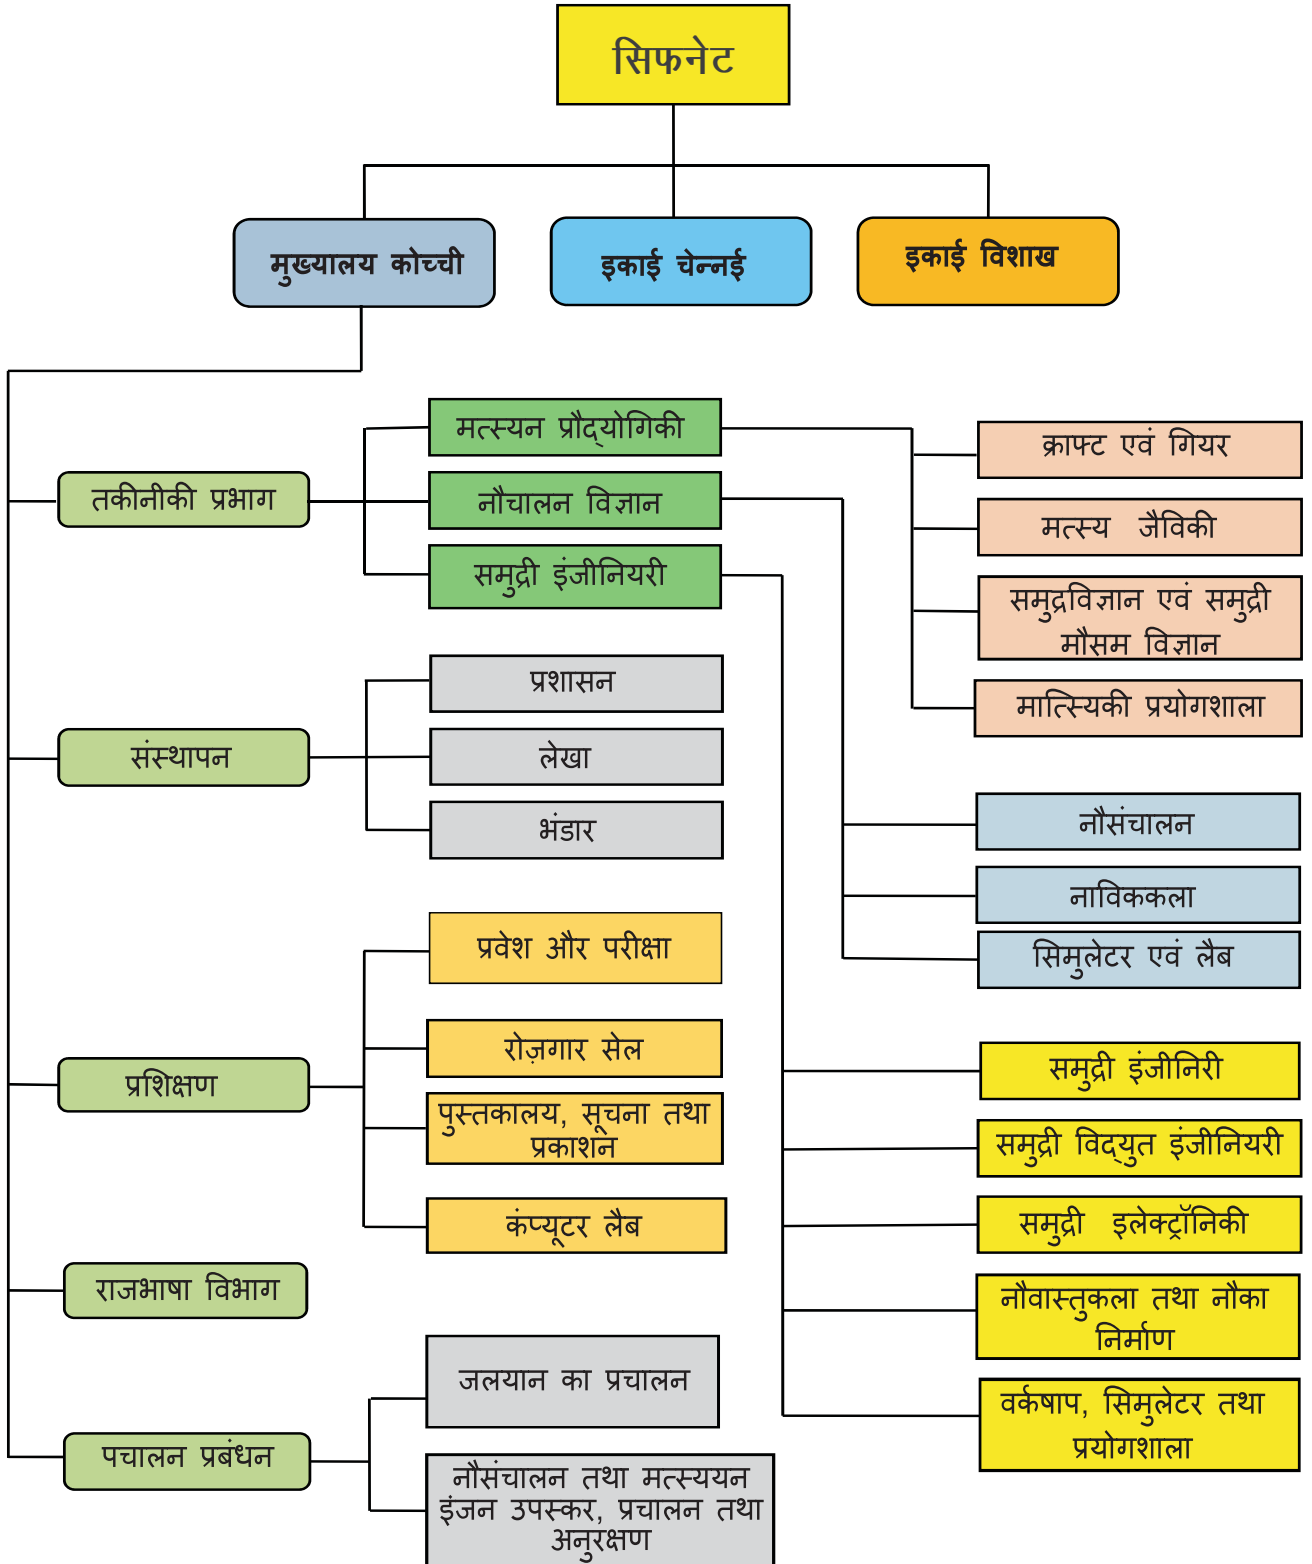 सिफनेट
मुख्यालय कोच्ची
इकाई चेन्नई
इकाई विशाख
तकीनीकी प्रभाग
मत्स्यन प्रौद्योगिकी
नौचालन विज्ञान
समुद्री इंजीनियरी
क्राफ्ट एवं गियर
मत्स्य जैविकी
समुद्रविज्ञान एवं समुद्री
मौसम विज्ञान
मात्स्यिकी प्रयोगशाला
संस्थापन
प्रशासन
लेखा
भंडार
नौसंचालन
नाविककला
सिमुलेटर एवं लैब
प्रशिक्षण
प्रवेश और परीक्षा
रोज़गार सेल
पुस्तकालय, सूचना तथा
प्रकाशन
कंप्यूटर लैब
समुद्री इंजीनिरी
समुद्री विद्युत इंजीनियरी
समुद्री इलेक्ट्रॉनिकी
नौवास्तुकला तथा नौका
निर्माण
वर्कषाप, सिमुलेटर तथा
प्रयोगशाला
राजभाषा विभाग
पचालन प्रबंधन
जलयान का प्रचालन
नौसंचालन तथा मत्स्ययन
इंजन उपस्कर, प्रचालन तथा
अनुरक्षण